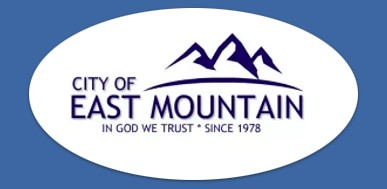 CITY OF
EAST MOUNTAIN
IN GOD WE TRUST * SINCE 1978